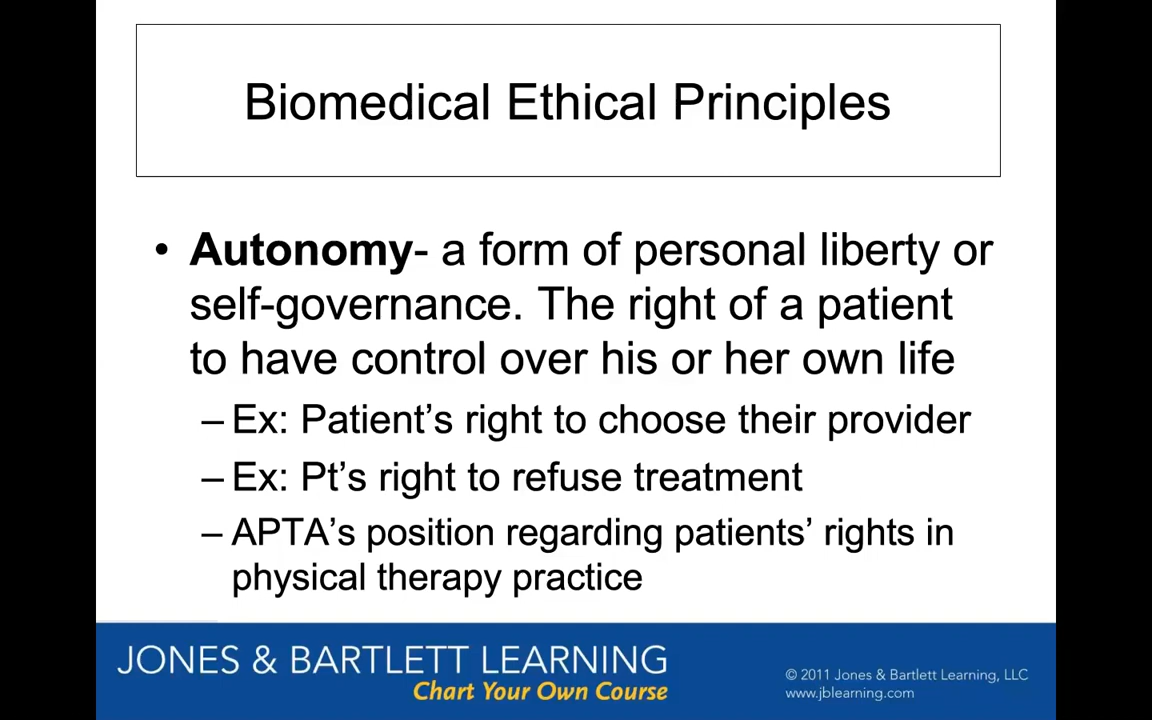 Biomedical Ethical Principles
• Autonomy- a form of personal liberty or
self-governance. The right of a patient
to have control over his or her own life
– Ex: Patient’s right to choose their provider
– Ex: Pt’s right to refuse treatment
– APTA’s position regarding patients’ rights in
physical therapy practice
JONES & BARTLETT LEARNING
Chart Your Own Course
© 2011 Jones & Bartlett Learning, LLC
www.jblearning.com